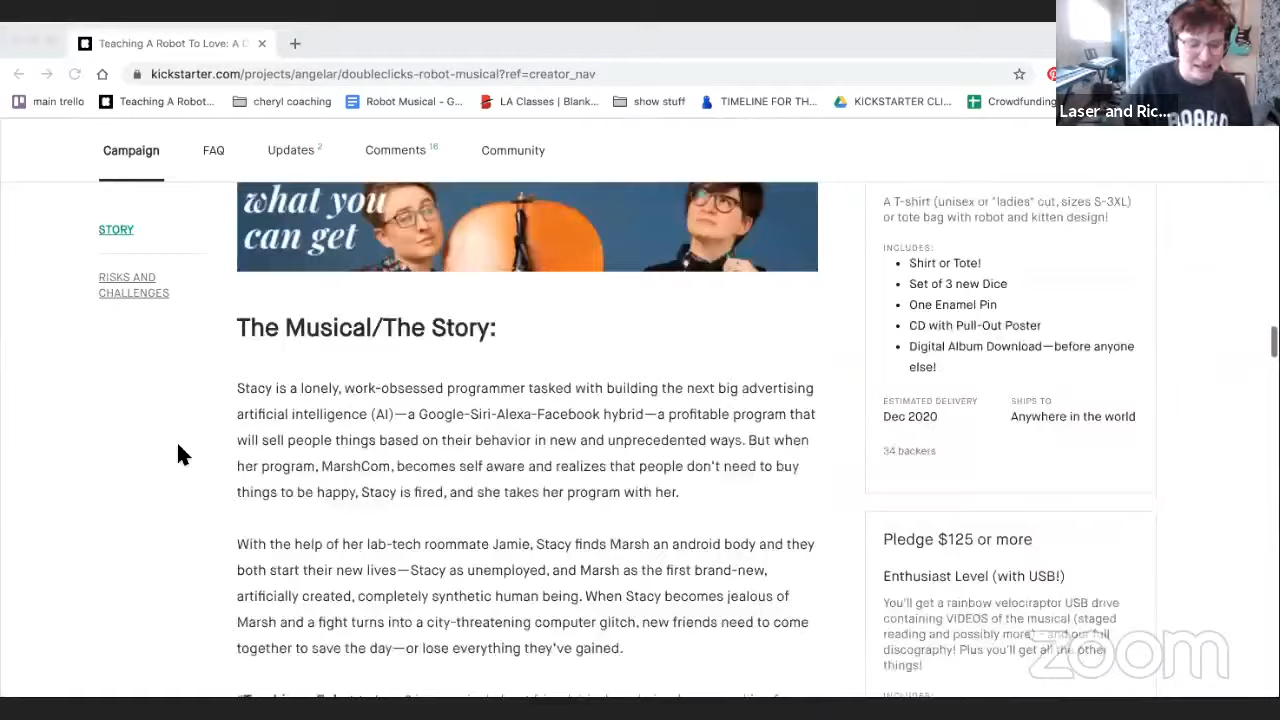 Teaching A Robot To Love: A D
kickstarter.com/projects/angelar/doubleclicks-robot-musical?ref=creator_nav
main trello
Teaching A Robot...
cheryl coaching
Robot Musical - G...
LA Classes | Blank...
show stuff
TIMELINE FOR TH...
KICKSTARTER CLI...
Crowdfunding
Laser and Ric...
Campaign
FAQ
Updates 2
Comments 16
Community
STORY
RISKS AND
CHALLENGES
what you
can get
The Musical/The Story:
Stacy is a lonely, work-obsessed programmer tasked with building the next big advertising
artificial intelligence (AI)—a Google-Siri-Alexa-Facebook hybrid—a profitable program that
will sell people things based on their behavior in new and unprecedented ways. But when
her program, MarshCom, becomes self aware and realizes that people don't need to buy
things to be happy, Stacy is fired, and she takes her program with her.
With the help of her lab-tech roommate Jamie, Stacy finds Marsh an android body and they
both start their new lives—Stacy as unemployed, and Marsh as the first brand-new,
artificially created, completely synthetic human being. When Stacy becomes jealous of
Marsh and a fight turns into a city-threatening computer glitch, new friends need to come
together to save the day—or lose everything they've gained.
A T-shirt (unisex or "ladies" cut, sizes S-3XL)
or tote bag with robot and kitten design!
INCLUDES:
Shirt or Tote!
Set of 3 new Dice
One Enamel Pin
CD with Pull-Out Poster
Digital Album Download—before anyone
else!
ESTIMATED DELIVERY
Dec 2020
SHIPS TO
Anywhere in the world
34 backers
Pledge $125 or more
Enthusiast Level (with USB!)
You'll get a rainbow velociraptor USB drive
containing VIDEOS of the musical (staged
reading and possibly more) - and our full
discography! Plus you'll get all the other
things!
INCLUDES:
zoom